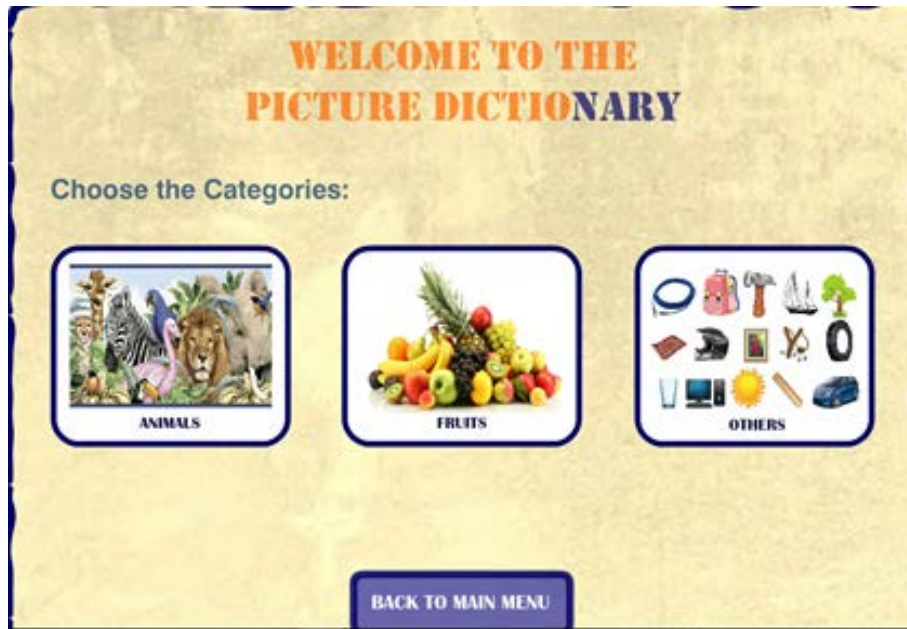 WELCOME TO THE
PICTURE DICTIONARY
Choose the Categories:
ANIMALS
FRUITS
OTHERS
BACK TO MAIN MENU